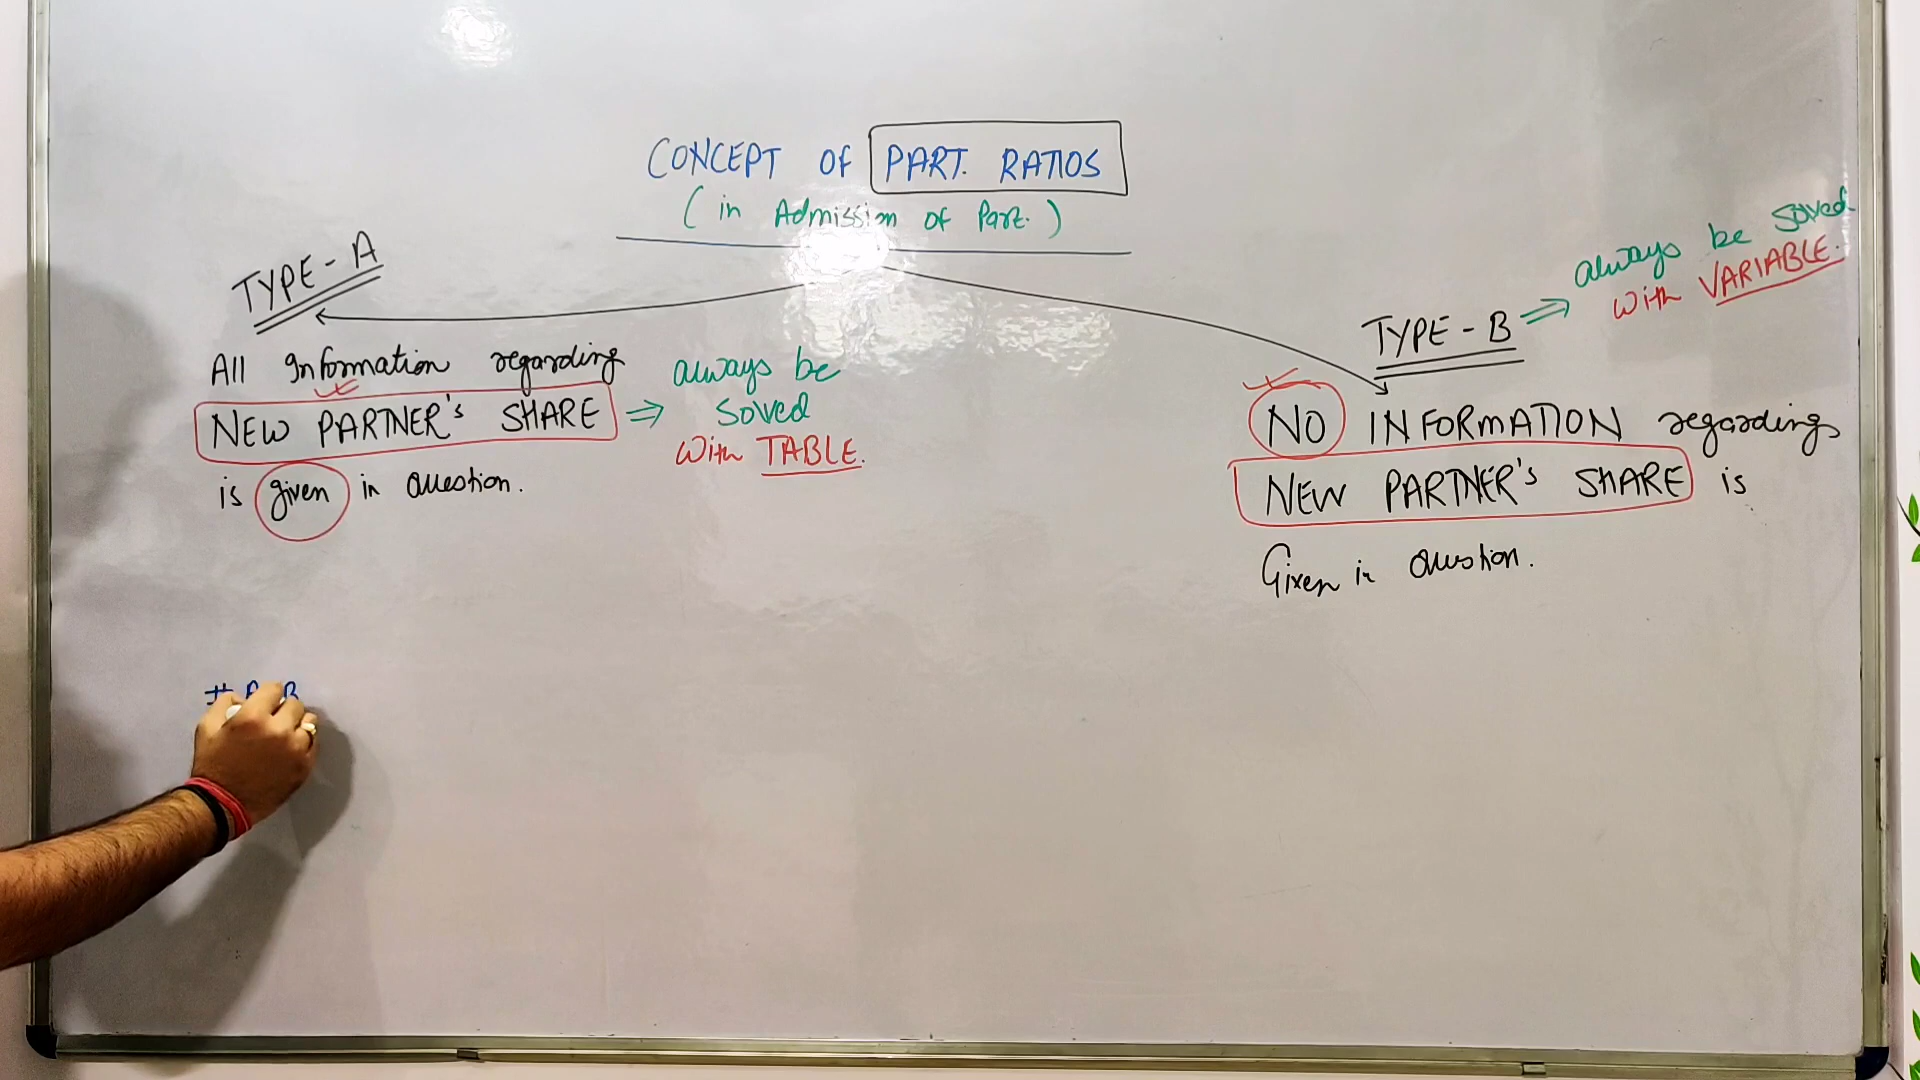 CONCEPT OF PART. RATIOS
(in Admission of Part.)
TYPE - A
All Information regarding
NEW PARTNER's SHARE
is given in Question.
⇒ always be
solved
With TABLE.
TYPE - B ⇒ always be solved
With VARIABLE.
NO INFORMATION regarding
NEW PARTNER's SHARE is
Given in Question.
# A B